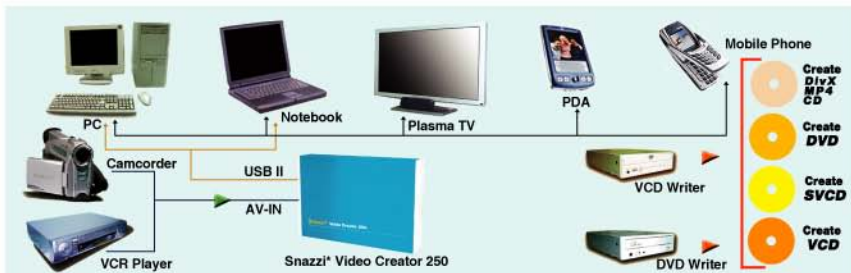 Mobile Phone
Create
DivX
MP4
CD
PDA
Notebook
Plasma TV
PC
Create
DVD
Camcorder
USB II
VCD Writer
Create
SVCD
AV-IN
VCR Player
Snazzi* Video Creator 250
DVD Writer
Create
VCD